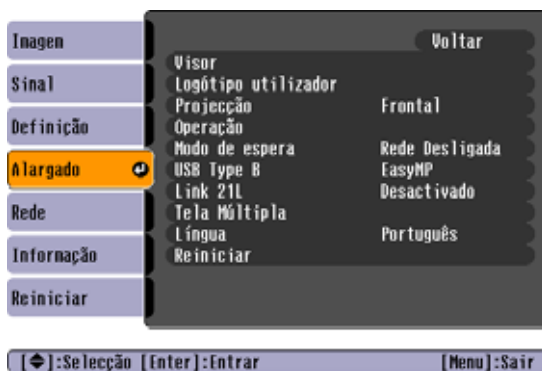 Imagem
Sinal
Definição
Alargado
Rede
Informação
Reiniciar
Voltar
Visor
Logótipo utilizador
Projecção Frontal
Operação
Modo de espera Rede Desligada
USB Type B EasyMP
Link 21L Desactivado
Tela Múltipla
Língua Português
Reiniciar
[◆]:Selecção [Enter]:Entrar [Menu]:Sair